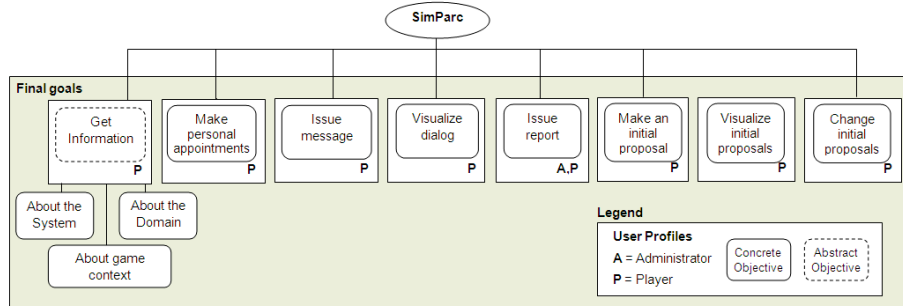 SimParc
Final goals
Get
Information
P
Make
personal
appointments
P
Issue
message
P
Visualize
dialog
P
Issue
report
A,P
Make an
initial
proposal
P
Visualize
initial
proposals
P
Change
initial
proposals
P
About the
System
About the
Domain
About game
context
Legend
User Profiles
A = Administrator
P = Player
Concrete
Objective
Abstract
Objective